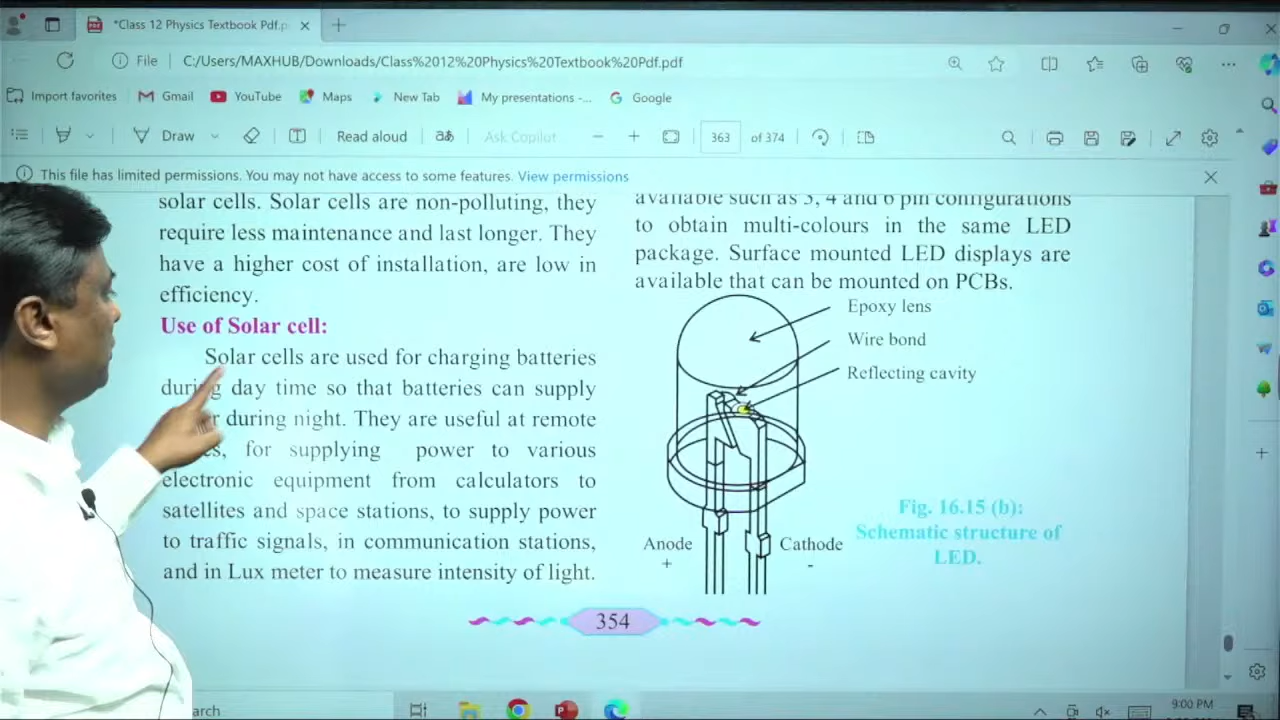 *Class 12 Physics Textbook Pdf.p
File
C:/Users/MAXHUB/Downloads/Class%2012%20Physics%20Textbook%20Pdf.pdf
Import favorites
Gmail
YouTube
Maps
New Tab
My presentations -...
Google
Draw
Read aloud
aあ
Ask Copilot
363
of 374
This file has limited permissions. You may not have access to some features. View permissions
solar cells. Solar cells are non-polluting, they
require less maintenance and last longer. They
have a higher cost of installation, are low in
efficiency.
Use of Solar cell:
Solar cells are used for charging batteries
during day time so that batteries can supply
during night. They are useful at remote
for supplying power to various
electronic equipment from calculators to
satellites and space stations, to supply power
to traffic signals, in communication stations,
and in Lux meter to measure intensity of light.
available such as 3, 4 and 6 pin configurations
to obtain multi-colours in the same LED
package. Surface mounted LED displays are
available that can be mounted on PCBs.
Epoxy lens
Wire bond
Reflecting cavity
Anode
+
Cathode
-
Fig. 16.15 (b):
Schematic structure of
LED.
354
arch
9:00 PM